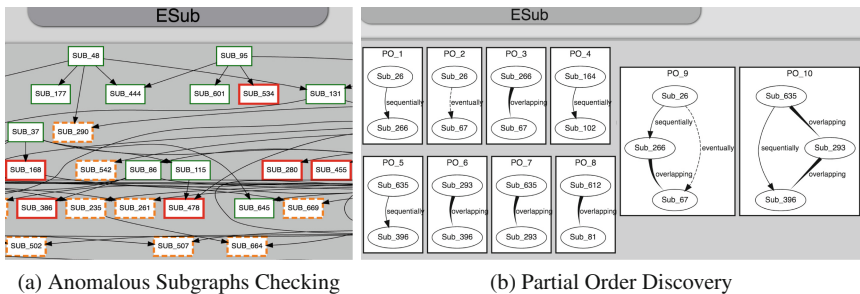 ESub
SUB_48 SUB_95
SUB_177 SUB_444 SUB_601 SUB_534 SUB_131
SUB_37 SUB_290
SUB_168 SUB_542 SUB_86 SUB_115 SUB_280 SUB_455
SUB_386 SUB_235 SUB_261 SUB_478 SUB_645 SUB_669
SUB_502 SUB_507 SUB_664
(a) Anomalous Subgraphs Checking
ESub
PO_1
Sub_26
sequentially
Sub_266
PO_2
Sub_26
eventually
Sub_67
PO_3
Sub_266
overlapping
Sub_67
PO_4
Sub_164
sequentially
Sub_102
PO_5
Sub_635
sequentially
Sub_396
PO_6
Sub_293
overlapping
Sub_396
PO_7
Sub_635
overlapping
Sub_293
PO_8
Sub_612
overlapping
Sub_81
PO_9
Sub_26
sequentially
Sub_266
eventually
overlapping
Sub_67
PO_10
Sub_635
overlapping
sequentially
Sub_293
overlapping
Sub_396
(b) Partial Order Discovery